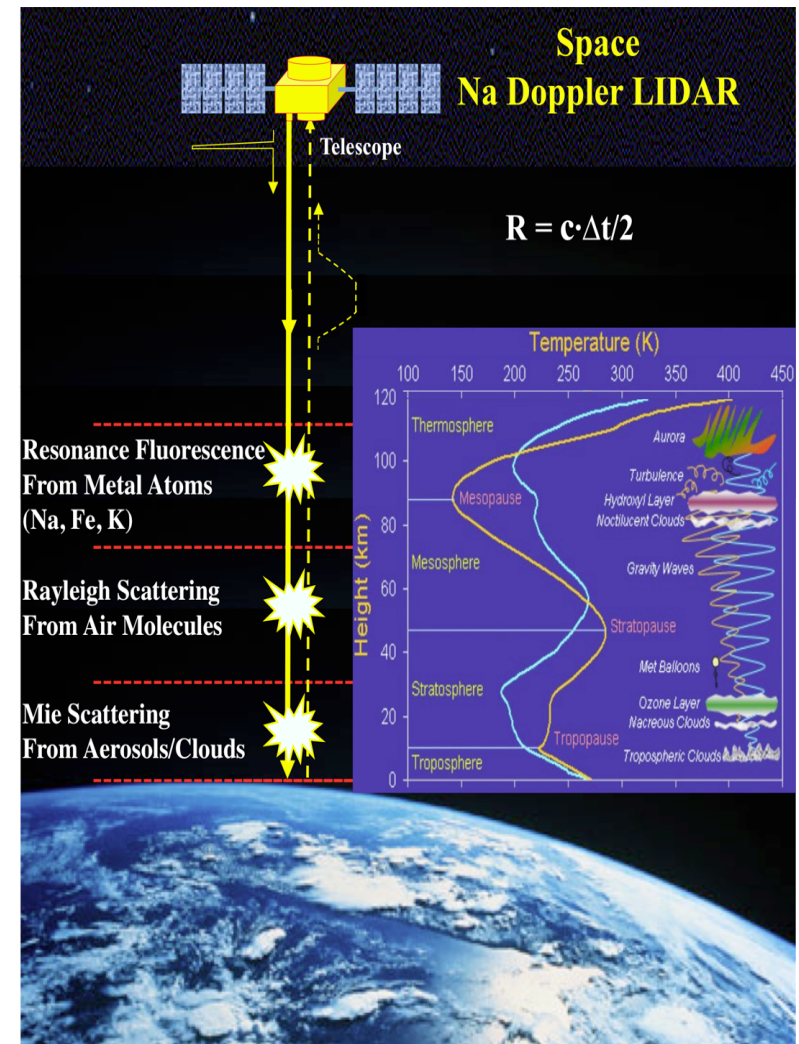 Space
Na Doppler LIDAR
Telescope
R = c·Δt/2
Resonance Fluorescence
From Metal Atoms
(Na, Fe, K)
Rayleigh Scattering
From Air Molecules
Mie Scattering
From Aerosols/Clouds
Temperature (K)
100 150 200 250 300 350 400 450
Height (km)
120
100
80
60
40
20
0
Thermosphere
Mesopause
Mesosphere
Stratopause
Stratosphere
Tropopause
Troposphere
Aurora
Turbulence
Hydroxyl Layer
Noctilucent Clouds
Gravity Waves
Met Balloons
Ozone Layer
Nacreous Clouds
Tropospheric Clouds